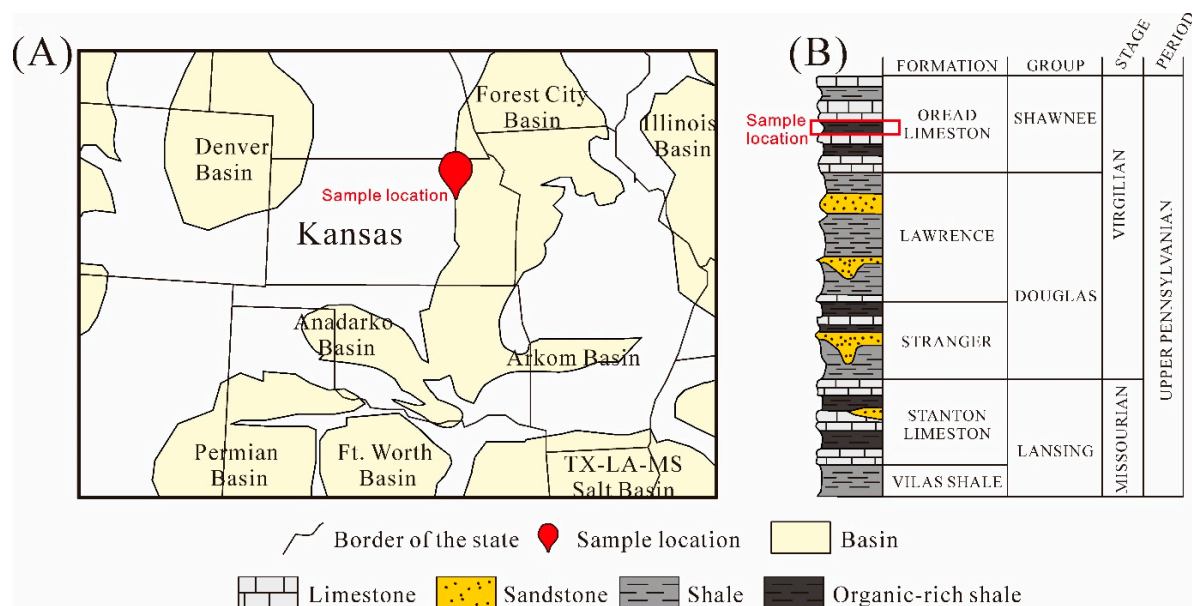 (A)
Denver
Basin
Forest City
Basin
Illinois
Basin
Sample location
Kansas
Anadarko
Basin
Arkom Basin
Permian
Basin
Ft. Worth
Basin
TX-LA-MS
Salt Basin
(B)
FORMATION
GROUP
STAGE
PERIOD
Sample
location
OREAD
LIMESTON
SHAWNEE
LAWRENCE
DOUGLAS
STRANGER
VIRGILIAN
STANTON
LIMESTON
LANSING
VILAS SHALE
MISSOURIAN
UPPER PENNSYLVANIAN
Border of the state
Sample location
Basin
Limestone
Sandstone
Shale
Organic-rich shale